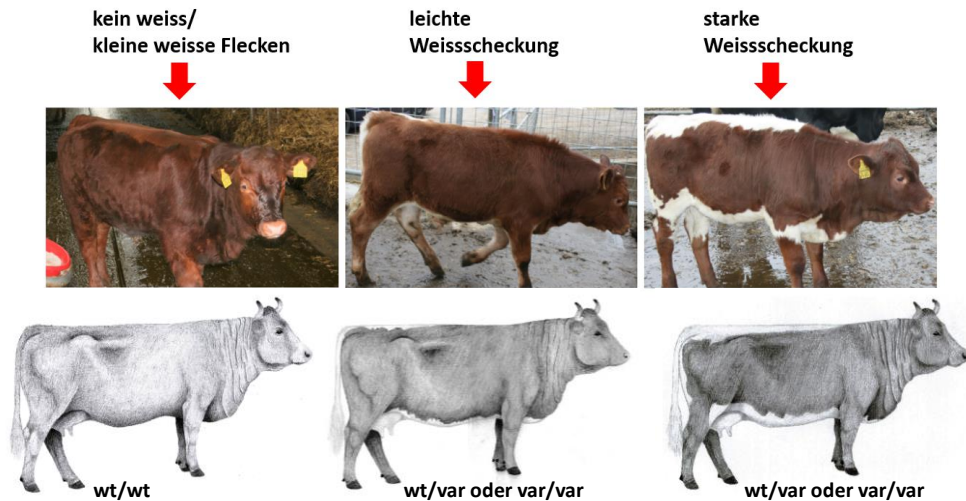 kein weiss/
kleine weisse Flecken
leichte
Weissscheckung
starke
Weissscheckung
wt/wt
wt/var oder var/var
wt/var oder var/var